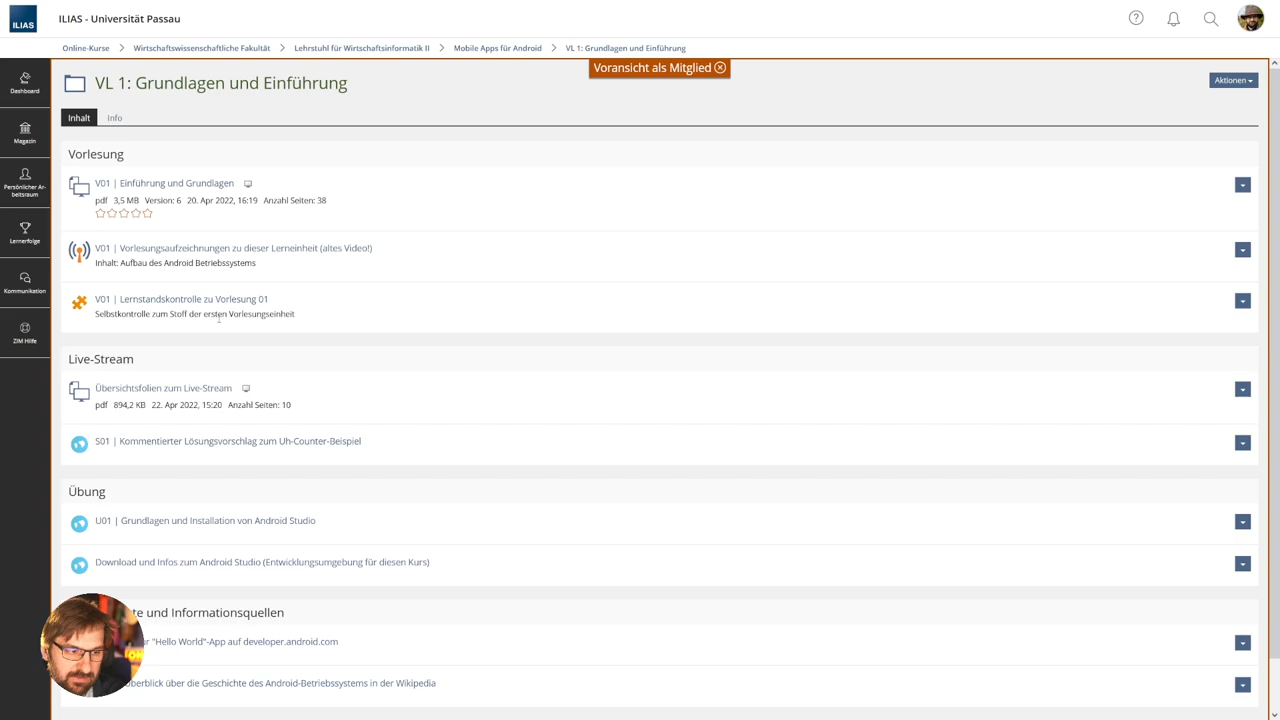 ILIAS
ILIAS - Universität Passau
Online-Kurse
Wirtschaftswissenschaftliche Fakultät
Lehrstuhl für Wirtschaftsinformatik II
Mobile Apps für Android
VL 1: Grundlagen und Einführung
Voransicht als Mitglied
Dashboard
Magazin
Persönlicher Ar-
beitsraum
Lernerfolge
Kommunikation
ZIM Hilfe
VL 1: Grundlagen und Einführung
Aktionen
Inhalt
Info
Vorlesung
V01 | Einführung und Grundlagen
pdf 3,5 MB Version: 6 20. Apr 2022, 16:19 Anzahl Seiten: 38
V01 | Vorlesungsaufzeichnungen zu dieser Lerneinheit (altes Video!)
Inhalt: Aufbau des Android Betriebssystems
V01 | Lernstandskontrolle zu Vorlesung 01
Selbstkontrolle zum Stoff der ersten Vorlesungseinheit
Live-Stream
Übersichtsfolien zum Live-Stream
pdf 894,2 KB 22. Apr 2022, 15:20 Anzahl Seiten: 10
S01 | Kommentierter Lösungsvorschlag zum Uh-Counter-Beispiel
Übung
U01 | Grundlagen und Installation von Android Studio
Download und Infos zum Android Studio (Entwicklungsumgebung für diesen Kurs)
te und Informationsquellen
"Hello World"-App auf developer.android.com
über die Geschichte des Android-Betriebssystems in der Wikipedia